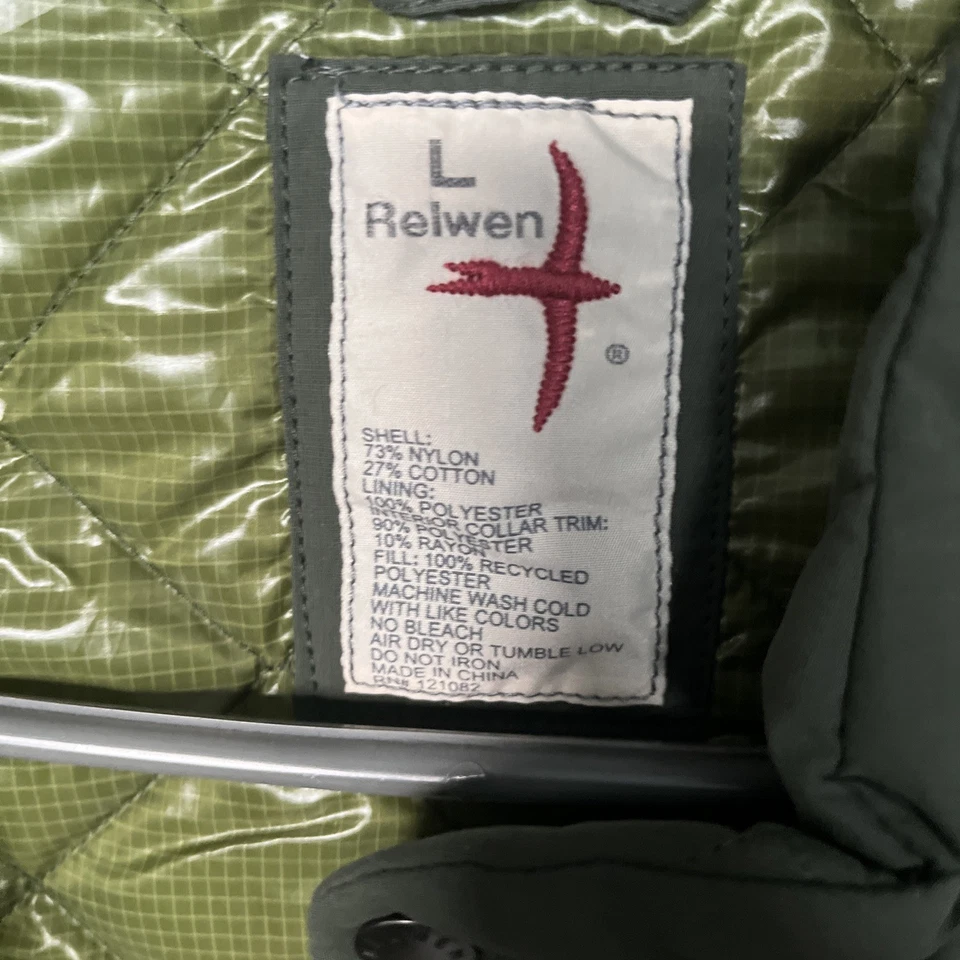 L
Relwen
®
SHELL:
73% NYLON
27% COTTON
LINING:
100% POLYESTER
INTERIOR COLLAR TRIM:
90% POLYESTER
10% RAYON
FILL: 100% RECYCLED
POLYESTER
MACHINE WASH COLD
WITH LIKE COLORS
NO BLEACH
AIR DRY OR TUMBLE LOW
DO NOT IRON
MADE IN CHINA
RN# 121082